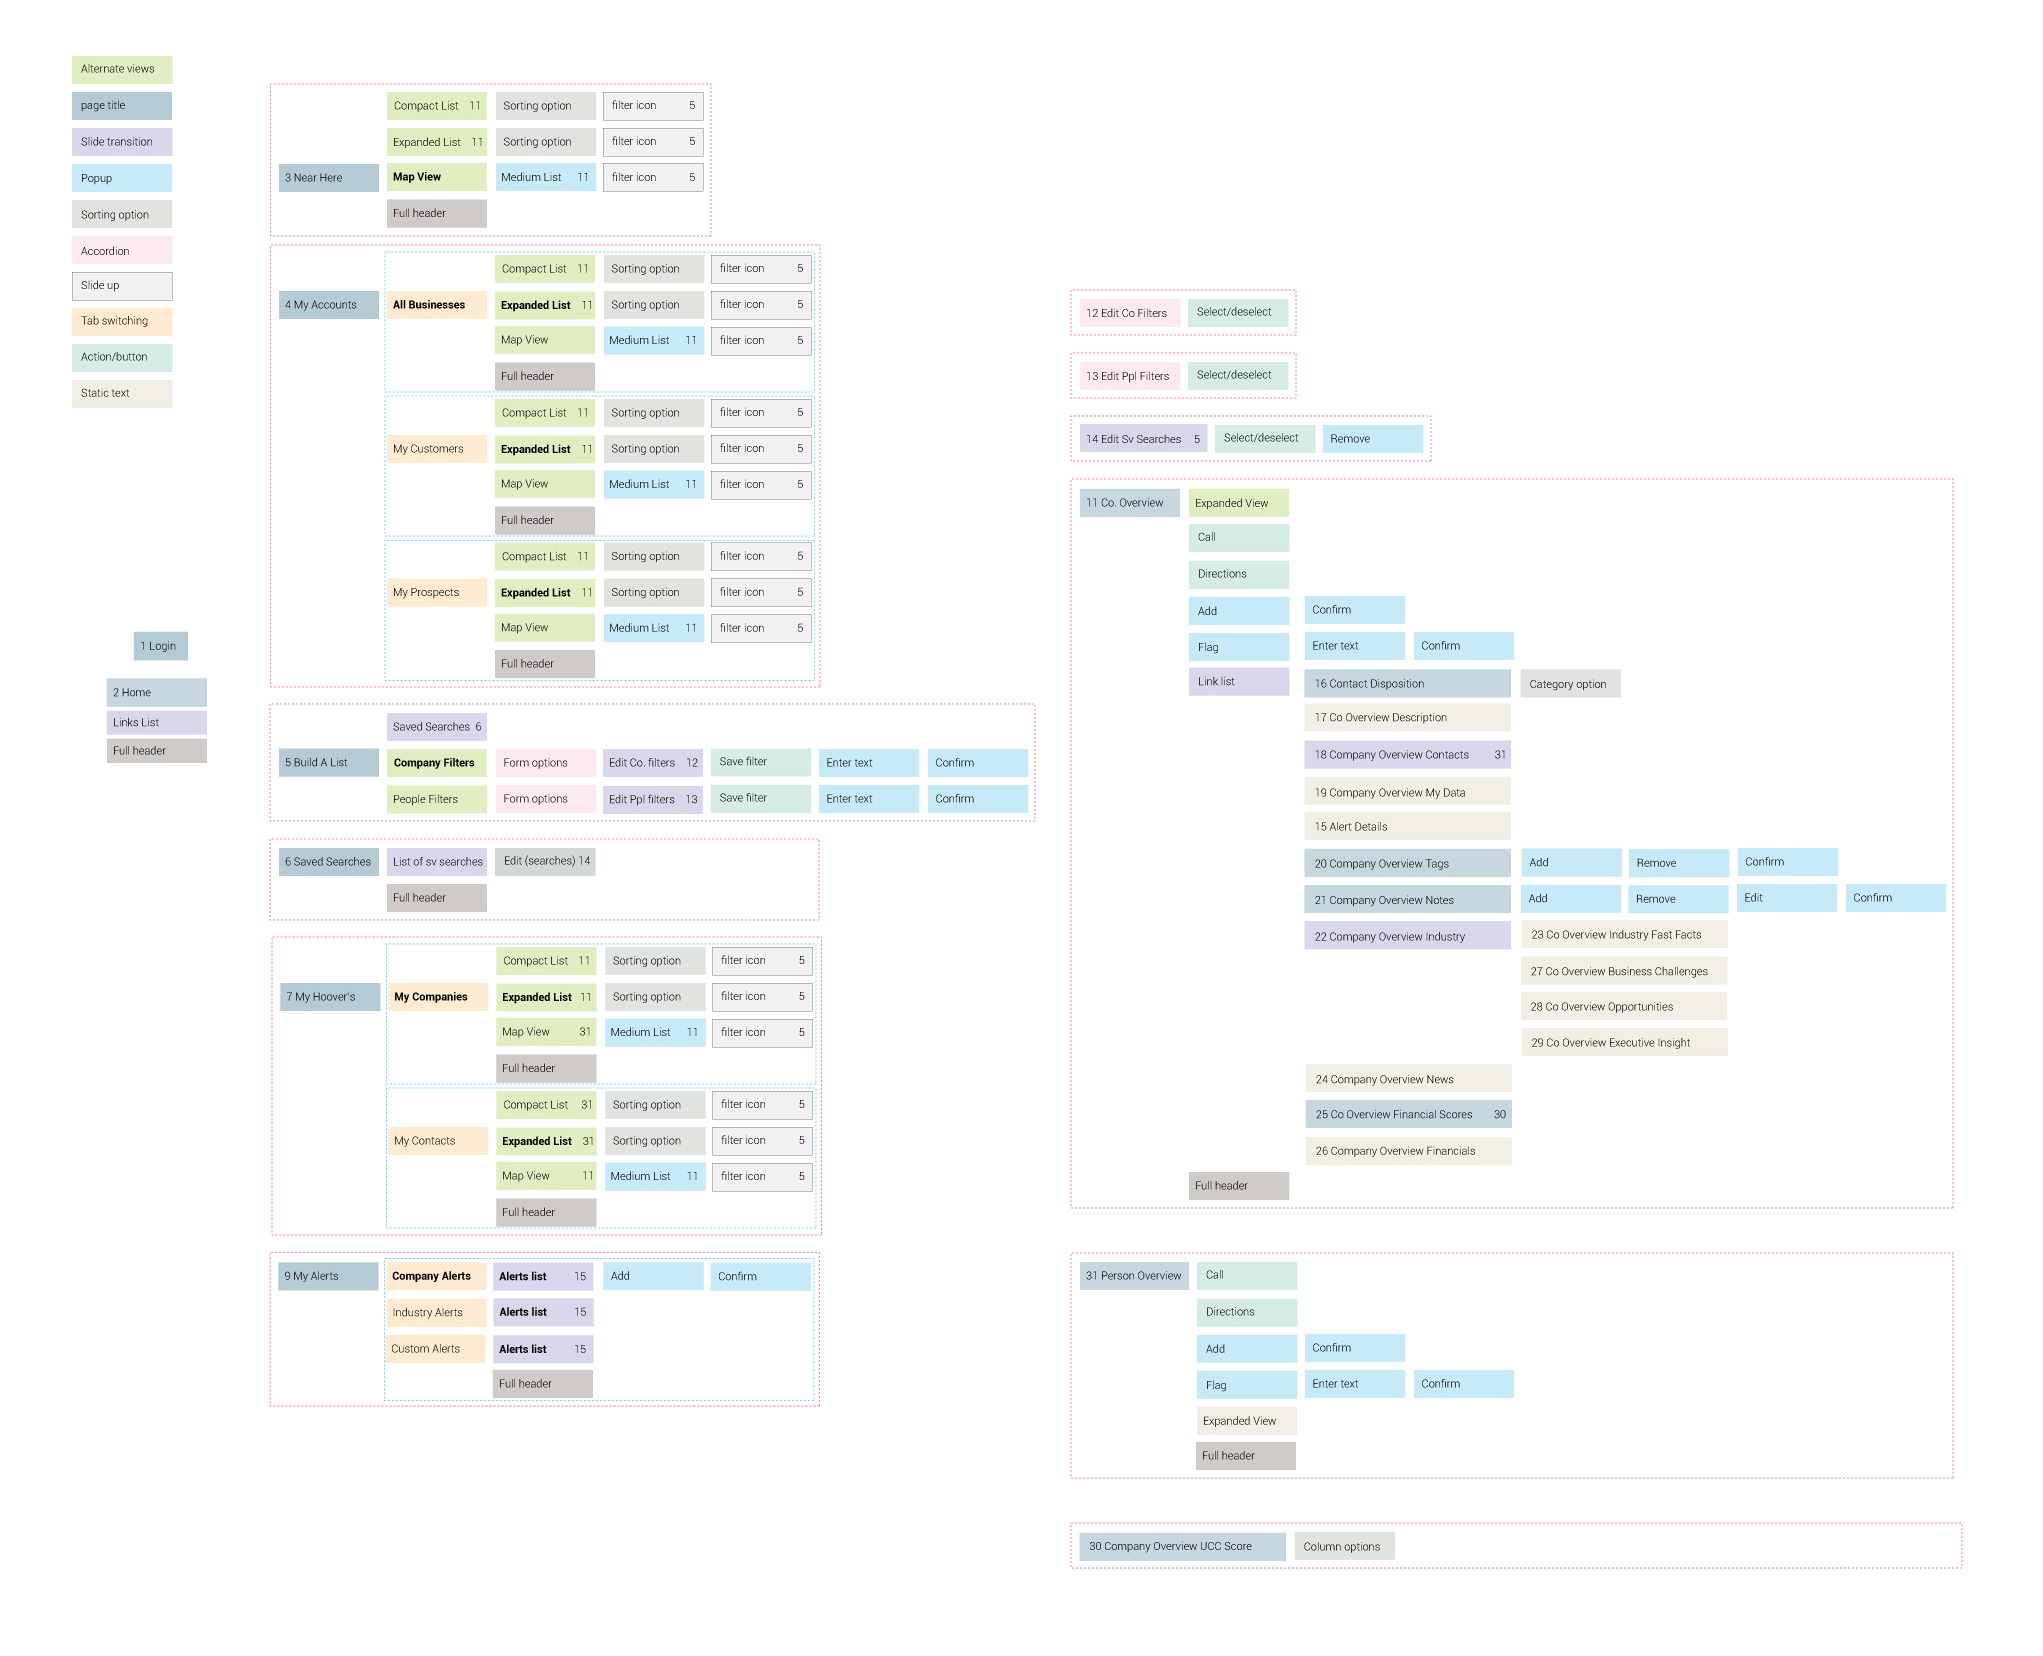 Alternate views
page title
Slide transition
Popup
Sorting option
Accordion
Slide up
Tab switching
Action/button
Static text
1 Login
2 Home
Links List
Full header
Compact List 11 Sorting option filter icon 5
Expanded List 11 Sorting option filter icon 5
3 Near Here Map View Medium List 11 filter icon 5
Full header
Compact List 11 Sorting option filter icon 5
4 My Accounts All Businesses Expanded List 11 Sorting option filter icon 5
Map View Medium List 11 filter icon 5
Full header
Compact List 11 Sorting option filter icon 5
My Customers Expanded List 11 Sorting option filter icon 5
Map View Medium List 11 filter icon 5
Full header
Compact List 11 Sorting option filter icon 5
My Prospects Expanded List 11 Sorting option filter icon 5
Map View Medium List 11 filter icon 5
Full header
Saved Searches 6
5 Build A List Company Filters Form options Edit Co. filters 12 Save filter Enter text Confirm
People Filters Form options Edit Ppl filters 13 Save filter Enter text Confirm
6 Saved Searches List of sv searches Edit (searches) 14
Full header
Compact List 11 Sorting option filter icon 5
7 My Hoover's My Companies Expanded List 11 Sorting option filter icon 5
Map View 31 Medium List 11 filter icon 5
Full header
Compact List 31 Sorting option filter icon 5
My Contacts Expanded List 31 Sorting option filter icon 5
Map View 11 Medium List 11 filter icon 5
Full header
9 My Alerts Company Alerts Alerts list 15 Add Confirm
Industry Alerts Alerts list 15
Custom Alerts Alerts list 15
Full header
12 Edit Co Filters Select/deselect
13 Edit Ppl Filters Select/deselect
14 Edit Sv Searches 5 Select/deselect Remove
11 Co. Overview Expanded View
Call
Directions
Add Confirm
Flag Enter text Confirm
Link list 16 Contact Disposition Category option
17 Co Overview Description
18 Company Overview Contacts 31
19 Company Overview My Data
15 Alert Details
20 Company Overview Tags Add Remove Confirm
21 Company Overview Notes Add Remove Edit Confirm
22 Company Overview Industry 23 Co Overview Industry Fast Facts
27 Co Overview Business Challenges
28 Co Overview Opportunities
29 Co Overview Executive Insight
24 Company Overview News
25 Co Overview Financial Scores 30
26 Company Overview Financials
Full header
31 Person Overview Call
Directions
Add Confirm
Flag Enter text Confirm
Expanded View
Full header
30 Company Overview UCC Score Column options